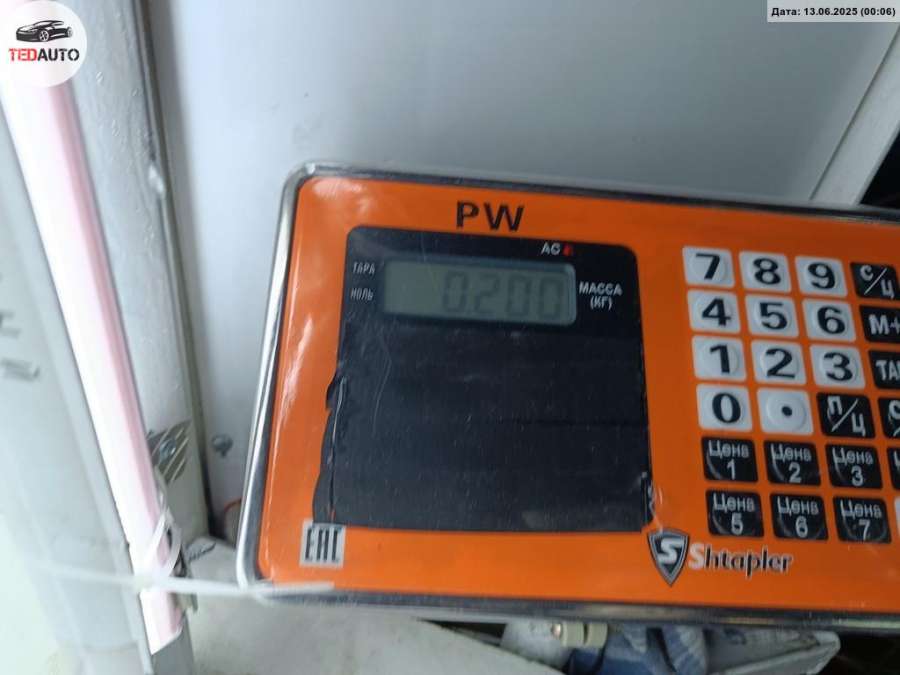 TEDAUTO
Дата: 13.06.2025 (00:06)
PW
AC
ТАРА
НОЛЬ
0.200
МАССА
(КГ)
7 8 9 С/Ц
4 5 6 М+
1 2 3 ТАР
0 . П/Ц
Цена 1 Цена 2 Цена 3
Цена 5 Цена 6 Цена 7
EAC
Shtapler